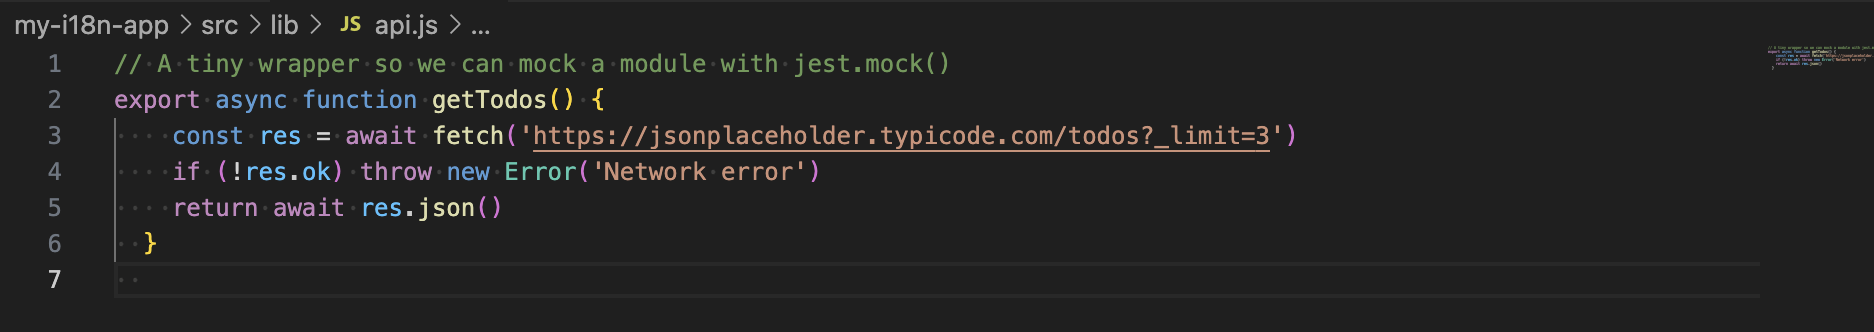 my-i18n-app > src > lib > JS api.js > ...
1 // A tiny wrapper so we can mock a module with jest.mock()
2 export async function getTodos() {
3     const res = await fetch('https://jsonplaceholder.typicode.com/todos?_limit=3')
4     if (!res.ok) throw new Error('Network error')
5     return await res.json()
6   }
7